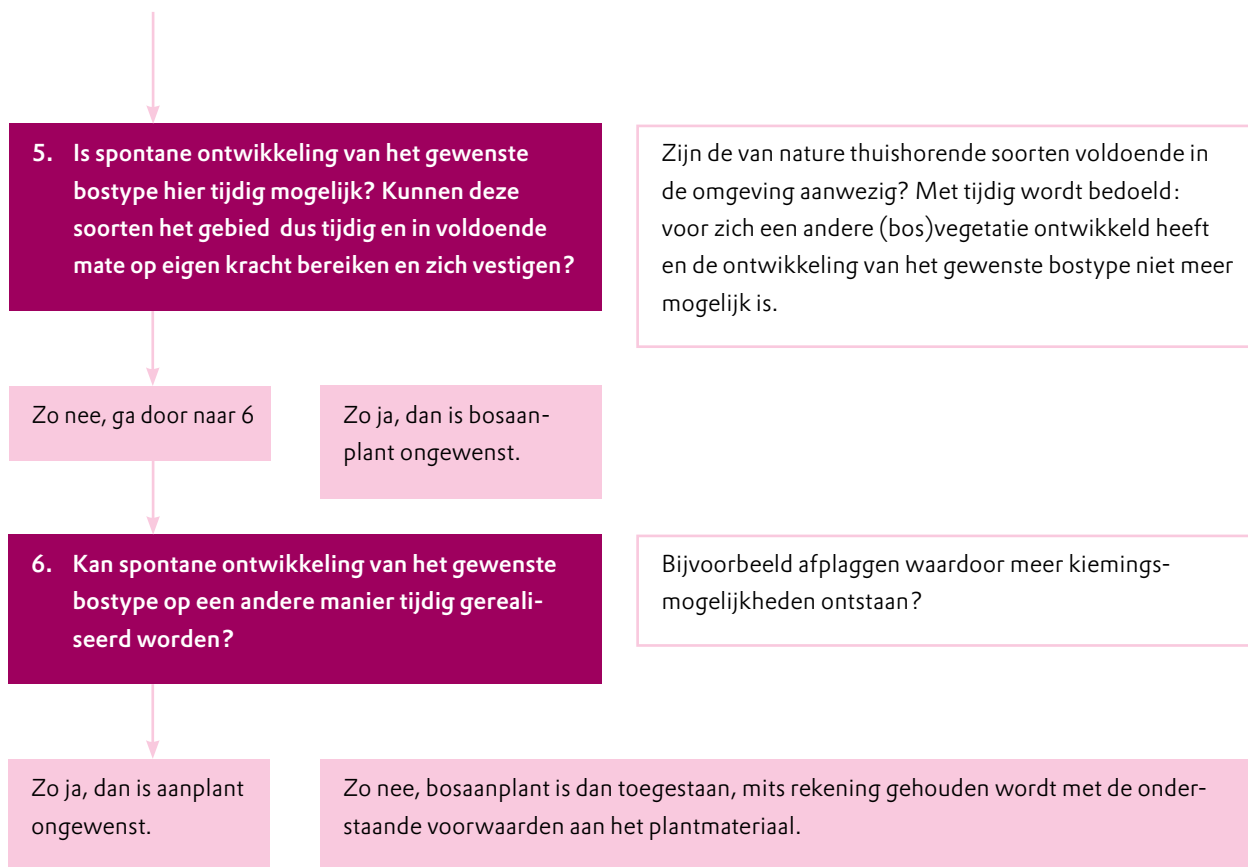 5. Is spontane ontwikkeling van het gewenste
bostype hier tijdig mogelijk? Kunnen deze
soorten het gebied dus tijdig en in voldoende
mate op eigen kracht bereiken en zich vestigen?
Zijn de van nature thuishorende soorten voldoende in
de omgeving aanwezig? Met tijdig wordt bedoeld:
voor zich een andere (bos)vegetatie ontwikkeld heeft
en de ontwikkeling van het gewenste bostype niet meer
mogelijk is.
Zo nee, ga door naar 6
Zo ja, dan is bosaan-
plant ongewenst.
6. Kan spontane ontwikkeling van het gewenste
bostype op een andere manier tijdig gereali-
seerd worden?
Bijvoorbeeld afplaggen waardoor meer kiemings-
mogelijkheden ontstaan?
Zo ja, dan is aanplant
ongewenst.
Zo nee, bosaanplant is dan toegestaan, mits rekening gehouden wordt met de onder-
staande voorwaarden aan het plantmateriaal.